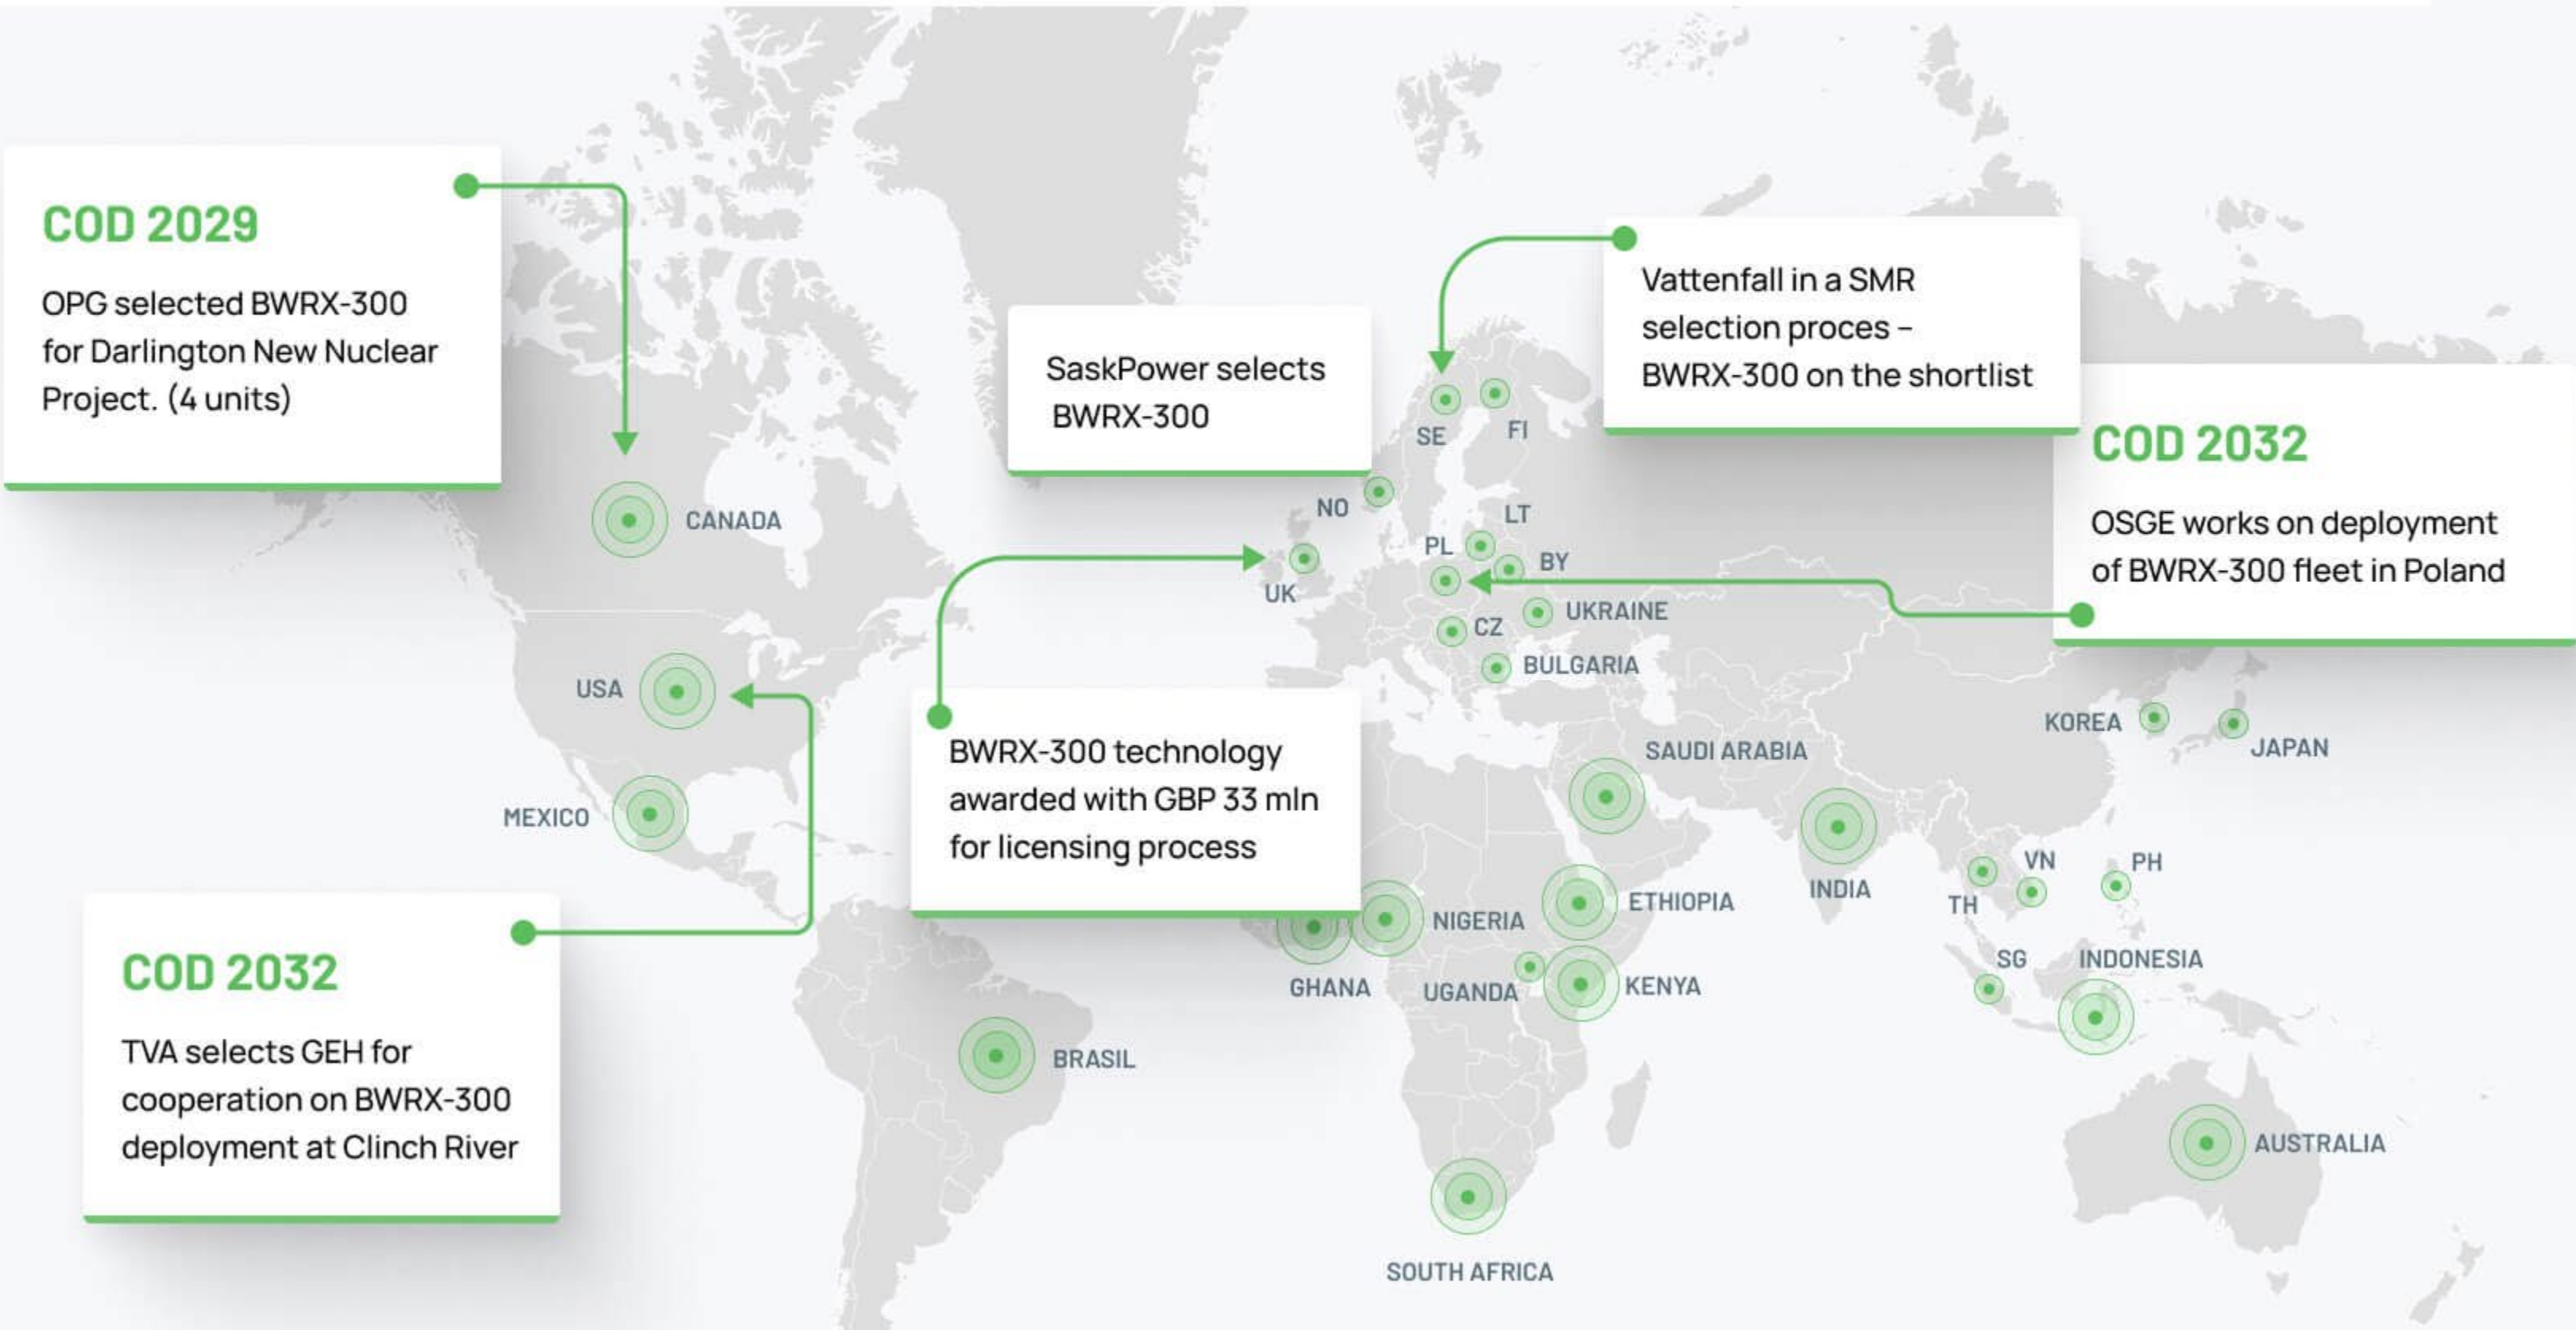 COD 2029
OPG selected BWRX-300
for Darlington New Nuclear
Project. (4 units)
SaskPower selects
BWRX-300
Vattenfall in a SMR
selection proces –
BWRX-300 on the shortlist
COD 2032
OSGE works on deployment
of BWRX-300 fleet in Poland
BWRX-300 technology
awarded with GBP 33 mln
for licensing process
COD 2032
TVA selects GEH for
cooperation on BWRX-300
deployment at Clinch River
CANADA
USA
MEXICO
BRASIL
SE
FI
NO
LT
PL
BY
UK
UKRAINE
CZ
BULGARIA
SAUDI ARABIA
KOREA
JAPAN
INDIA
ETHIOPIA
NIGERIA
GHANA
UGANDA
KENYA
SOUTH AFRICA
VN
PH
TH
SG
INDONESIA
AUSTRALIA